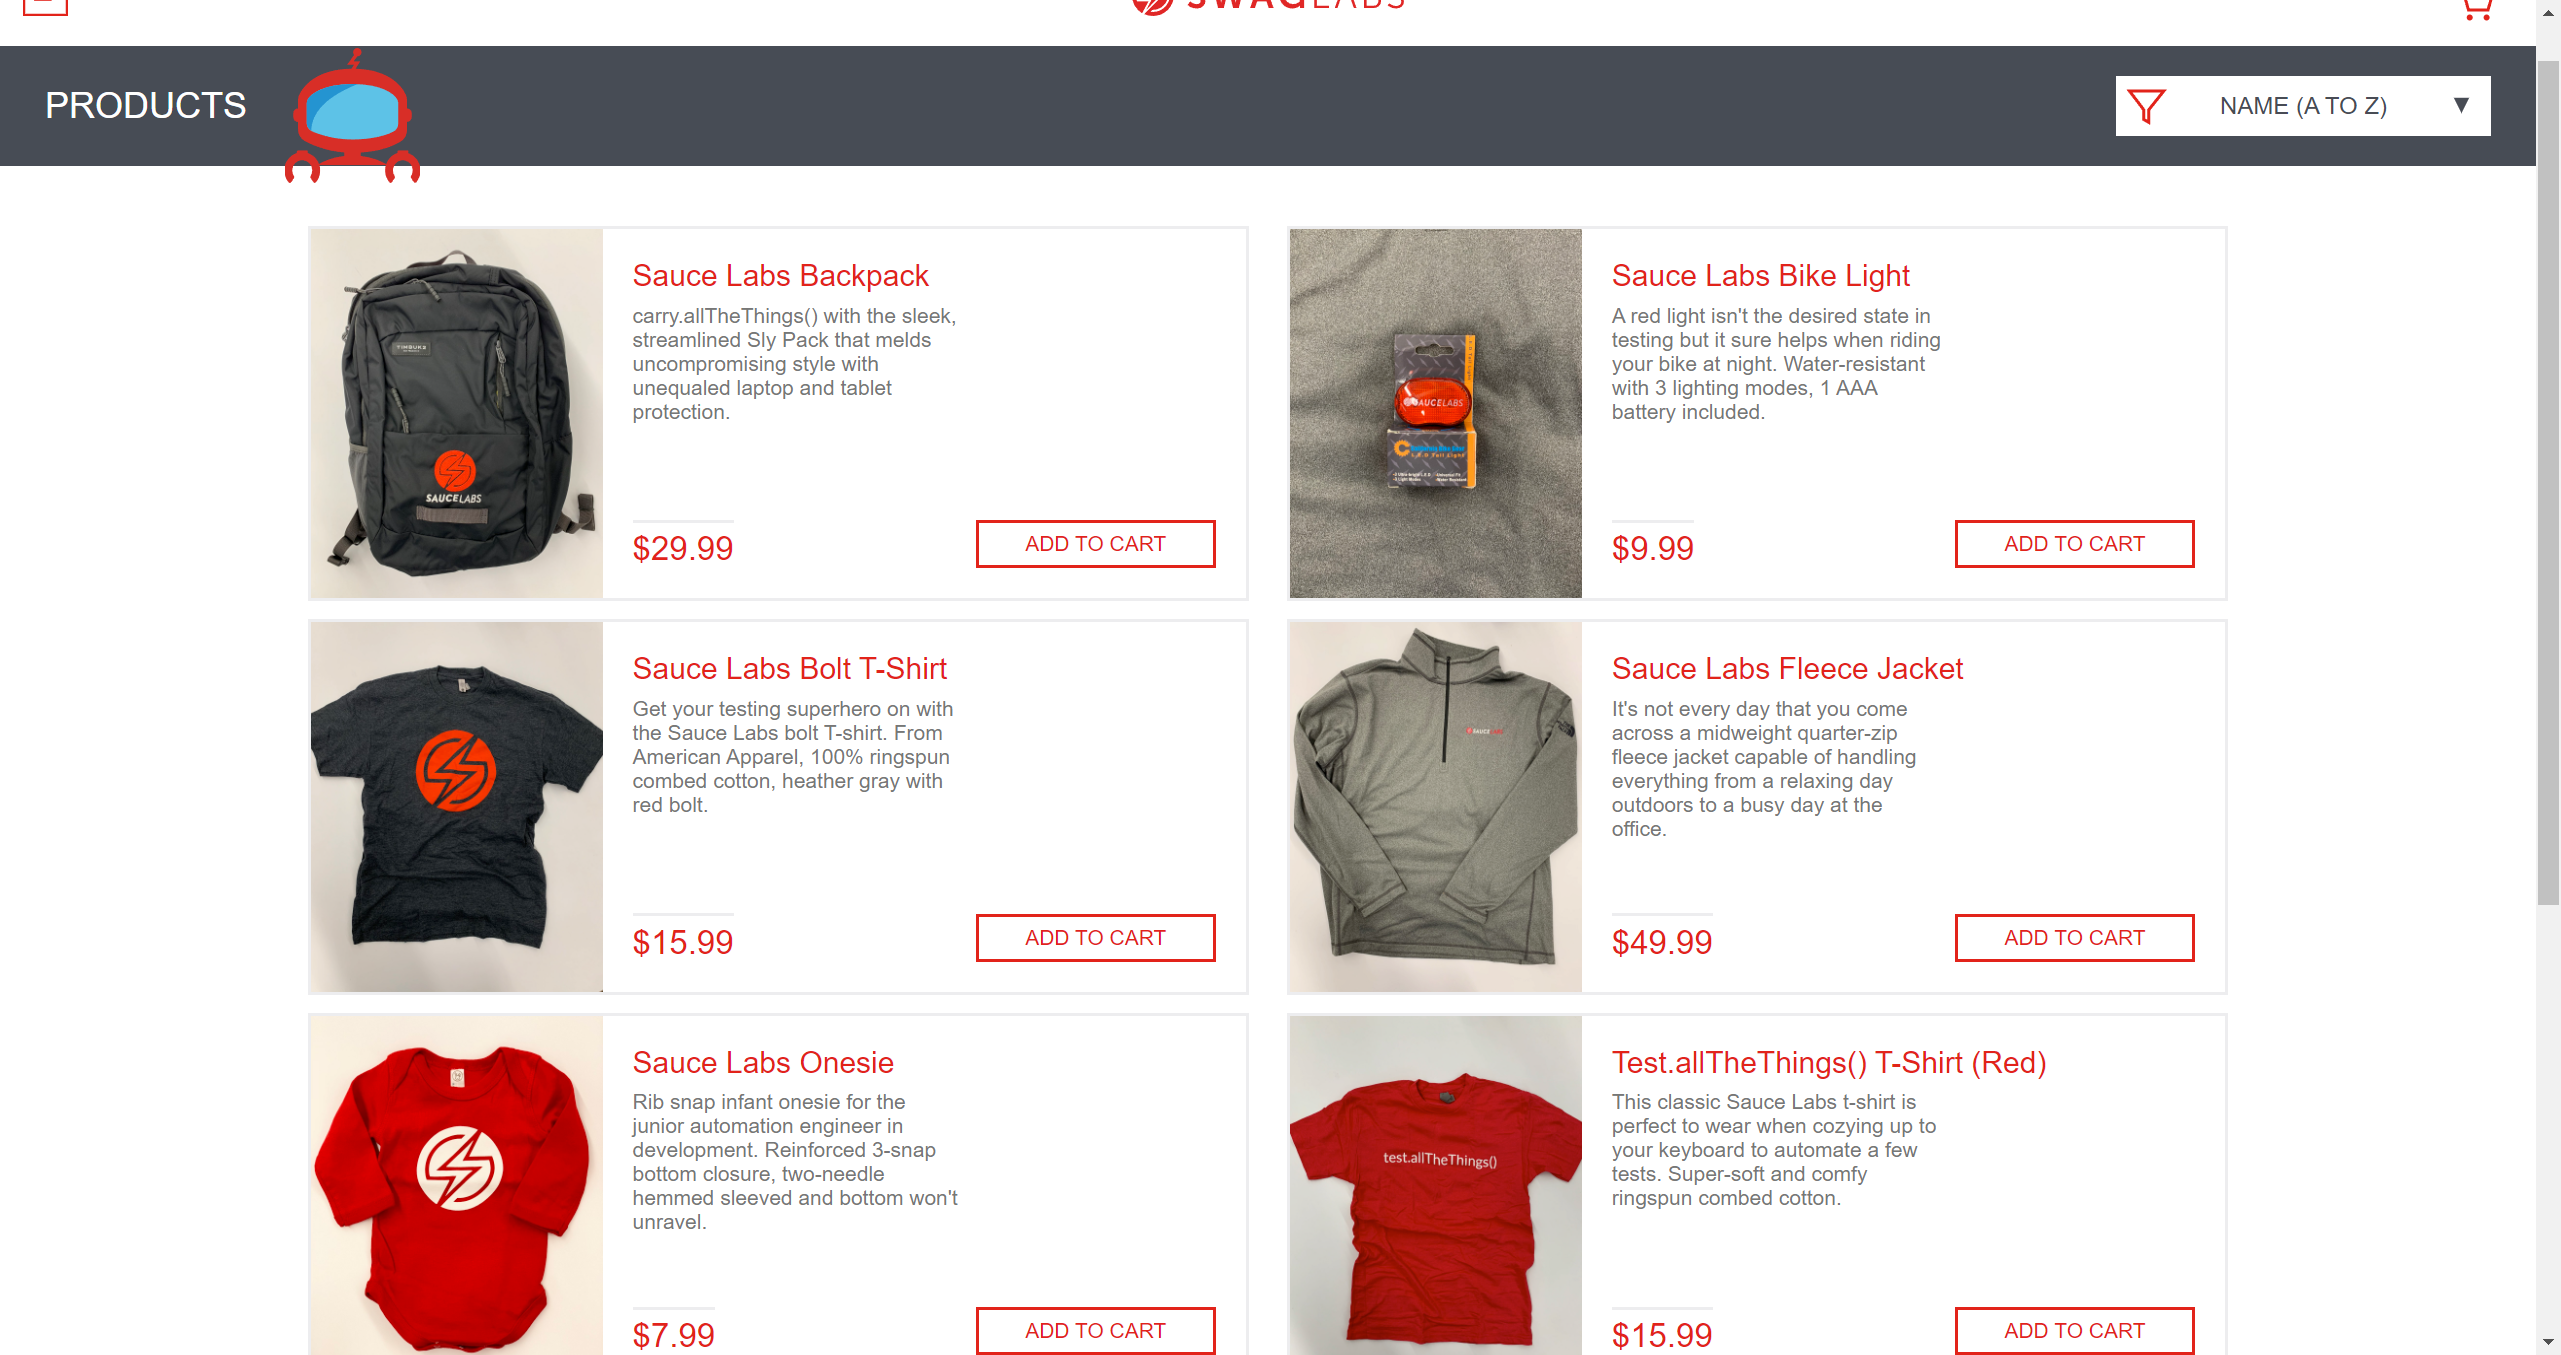 SWAGLABS
PRODUCTS
NAME (A TO Z)
Sauce Labs Backpack
carry.allTheThings() with the sleek,
streamlined Sly Pack that melds
uncompromising style with
unequaled laptop and tablet
protection.
$29.99
ADD TO CART
TIMBUK2
SAUCELABS
Sauce Labs Bike Light
A red light isn't the desired state in
testing but it sure helps when riding
your bike at night. Water-resistant
with 3 lighting modes, 1 AAA
battery included.
$9.99
ADD TO CART
SAUCELABS
Sauce Labs Bolt T-Shirt
Get your testing superhero on with
the Sauce Labs bolt T-shirt. From
American Apparel, 100% ringspun
combed cotton, heather gray with
red bolt.
$15.99
ADD TO CART
Sauce Labs Fleece Jacket
It's not every day that you come
across a midweight quarter-zip
fleece jacket capable of handling
everything from a relaxing day
outdoors to a busy day at the
office.
$49.99
ADD TO CART
SAUCELABS
Sauce Labs Onesie
Rib snap infant onesie for the
junior automation engineer in
development. Reinforced 3-snap
bottom closure, two-needle
hemmed sleeved and bottom won't
unravel.
$7.99
ADD TO CART
Test.allTheThings() T-Shirt (Red)
This classic Sauce Labs t-shirt is
perfect to wear when cozying up to
your keyboard to automate a few
tests. Super-soft and comfy
ringspun combed cotton.
$15.99
ADD TO CART
test.allTheThings()